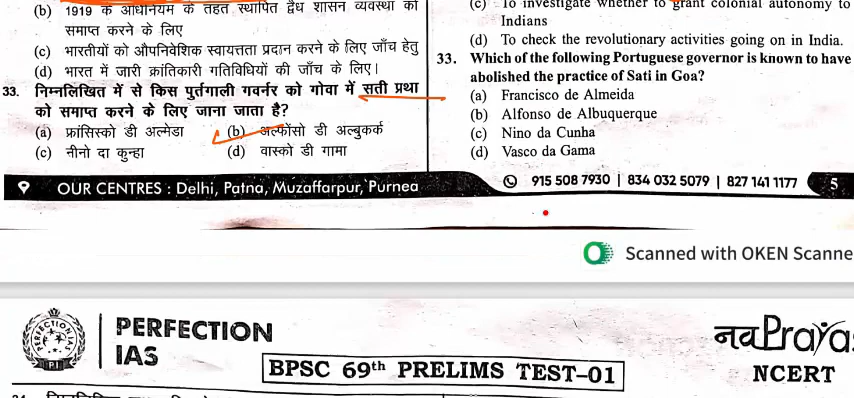 (b) 1919 के अधिनियम के तहत स्थापित द्वैध शासन व्यवस्था की
समाप्त करने के लिए
(c) भारतीयों को औपनिवेशिक स्वायत्तता प्रदान करने के लिए जाँच हेतु
(d) भारत में जारी क्रांतिकारी गतिविधियों की जाँच के लिए।
33. निम्नलिखित में से किस पुर्तगाली गवर्नर को गोवा में सती प्रथा
को समाप्त करने के लिए जाना जाता है?
(a) फ्रांसिस्को डी अल्मेडा (b) अल्फोंसो डी अल्बुकर्क
(c) नीनो दा कुन्हा (d) वास्को डी गामा
(c) To investigate whether to grant colonial autonomy to
Indians
(d) To check the revolutionary activities going on in India.
33. Which of the following Portuguese governor is known to have
abolished the practice of Sati in Goa?
(a) Francisco de Almeida
(b) Alfonso de Albuquerque
(c) Nino da Cunha
(d) Vasco da Gama
OUR CENTRES : Delhi, Patna, Muzaffarpur, Purnea 915 508 7930 | 834 032 5079 | 827 141 1177 5
Scanned with OKEN Scanne
PERFECTION
IAS
BPSC 69th PRELIMS TEST-01
नवPrayas
NCERT